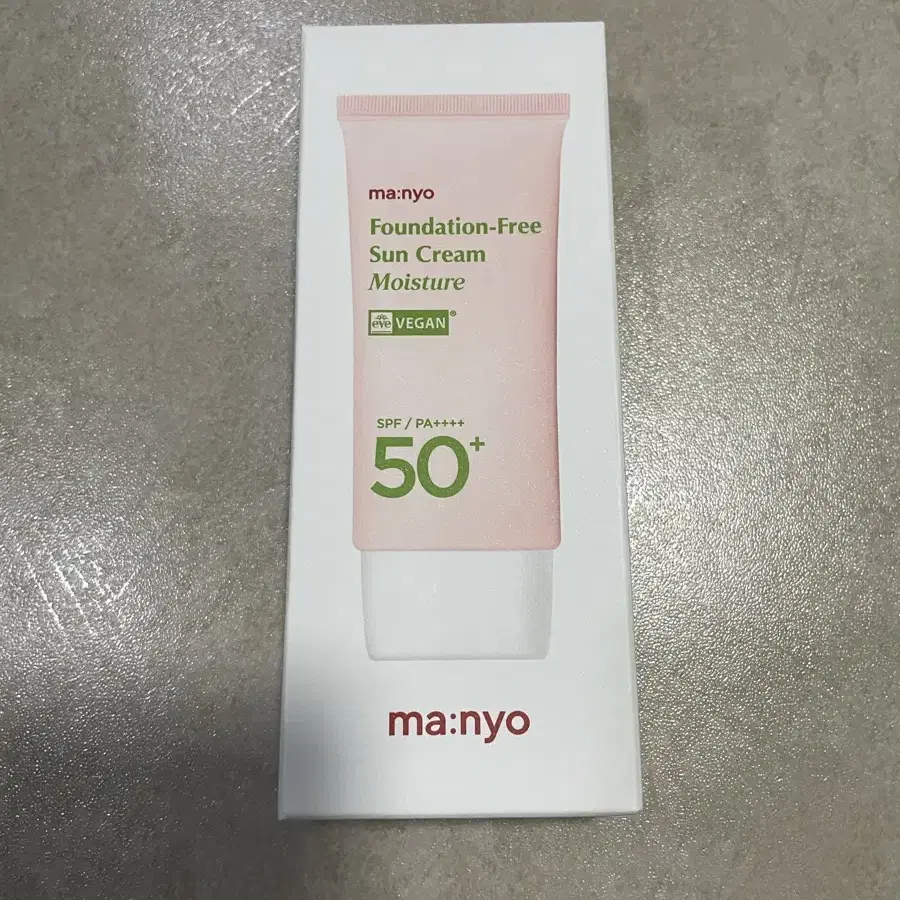 ma:nyo
Foundation-Free
Sun Cream
Moisture
eve VEGAN®
SPF / PA++++
50+
ma:nyo